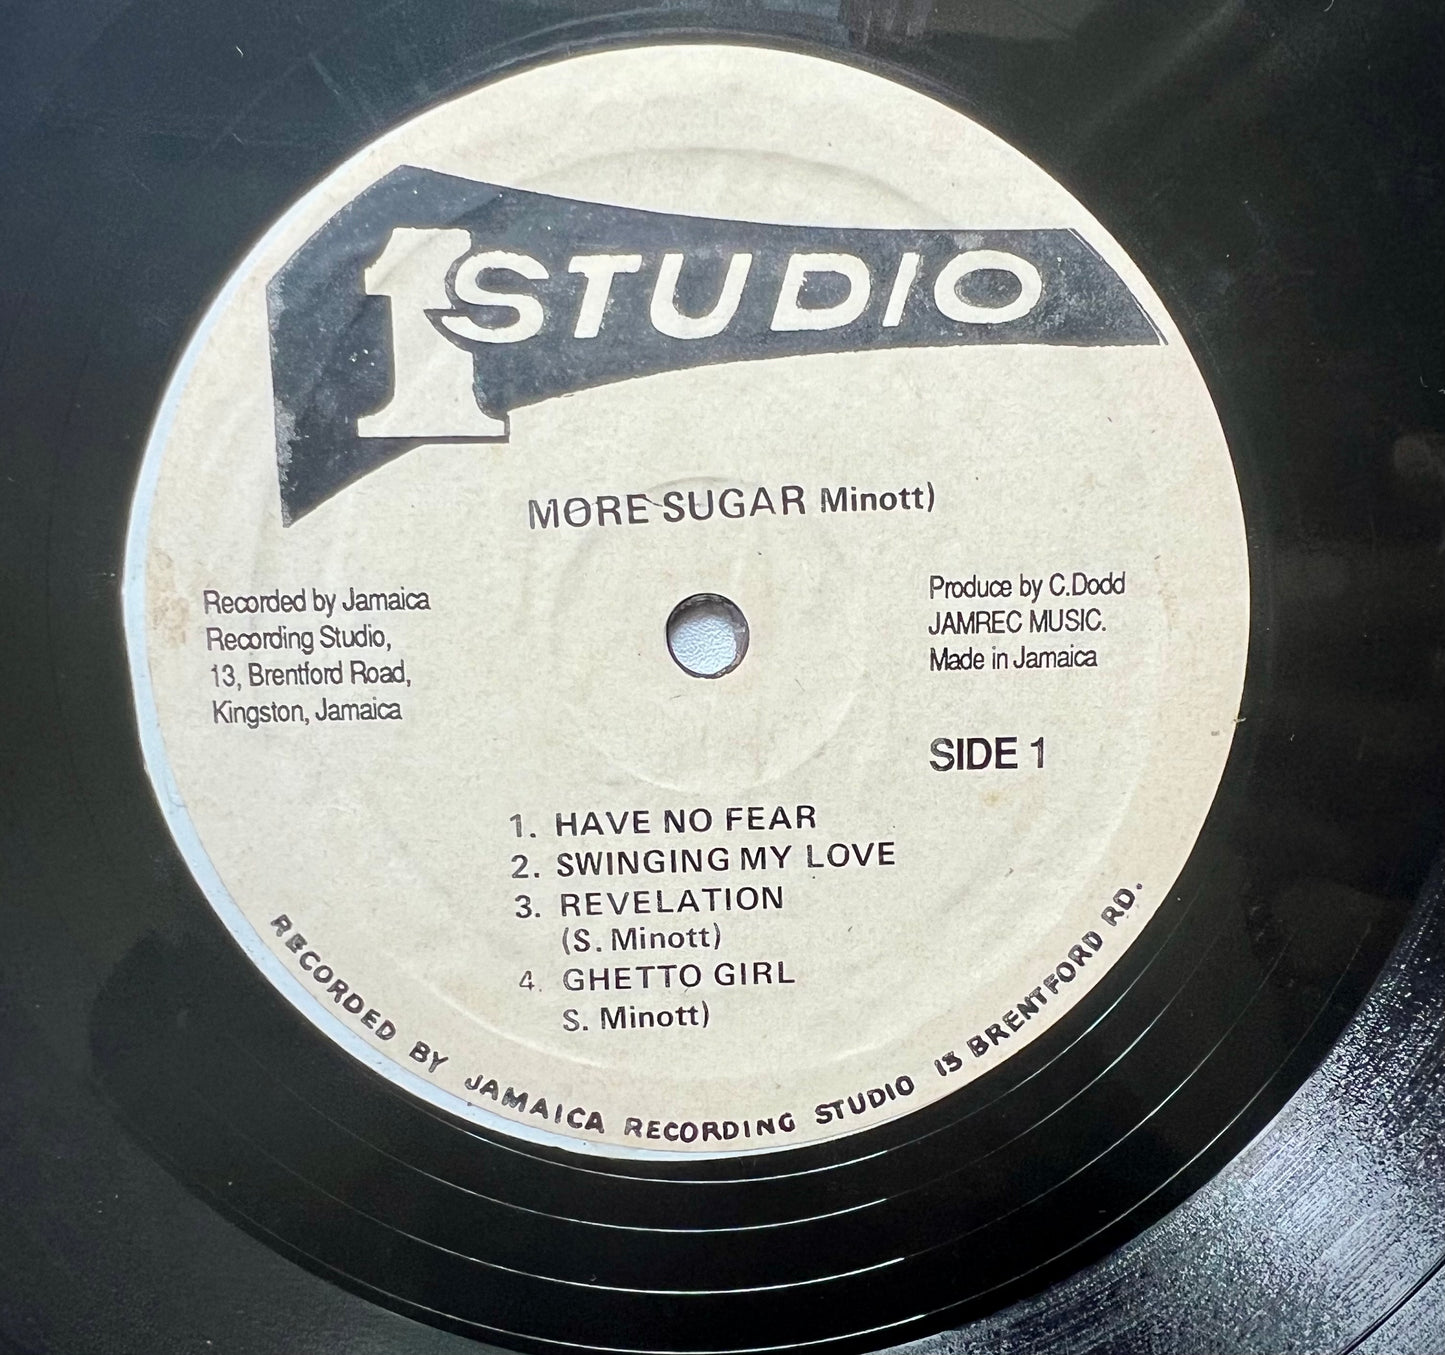 1 STUDIO
MORE SUGAR Minott)
Recorded by Jamaica
Recording Studio,
13, Brentford Road,
Kingston, Jamaica
Produce by C.Dodd
JAMREC MUSIC.
Made in Jamaica
SIDE 1
1. HAVE NO FEAR
2. SWINGING MY LOVE
3. REVELATION
(S. Minott)
4. GHETTO GIRL
S. Minott)
RECORDED BY JAMAICA RECORDING STUDIO 13 BRENTFORD RD.